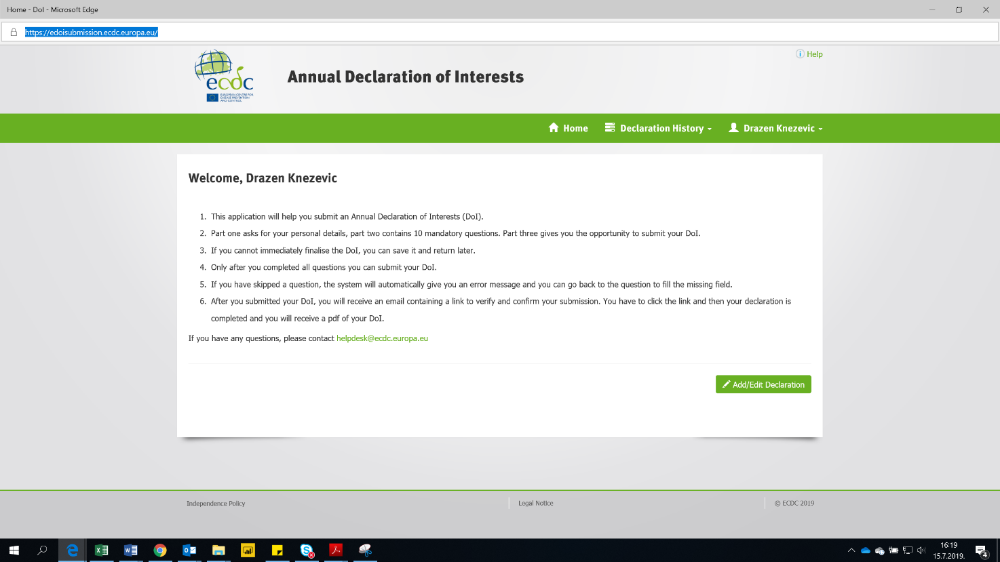 Home - DoI - Microsoft Edge
https://edoisubmission.ecdc.europa.eu/
Help
ecdc
EUROPEAN CENTRE FOR
DISEASE PREVENTION
AND CONTROL
Annual Declaration of Interests
Home
Declaration History
Drazen Knezevic
Welcome, Drazen Knezevic
1. This application will help you submit an Annual Declaration of Interests (DoI).
2. Part one asks for your personal details, part two contains 10 mandatory questions. Part three gives you the opportunity to submit your DoI.
3. If you cannot immediately finalise the DoI, you can save it and return later.
4. Only after you completed all questions you can submit your DoI.
5. If you have skipped a question, the system will automatically give you an error message and you can go back to the question to fill the missing field.
6. After you submitted your DoI, you will receive an email containing a link to verify and confirm your submission. You have to click the link and then your declaration is
completed and you will receive a pdf of your DoI.
If you have any questions, please contact helpdesk@ecdc.europa.eu
Add/Edit Declaration
Independence Policy
Legal Notice
© ECDC 2019
16:19
15.7.2019.
4